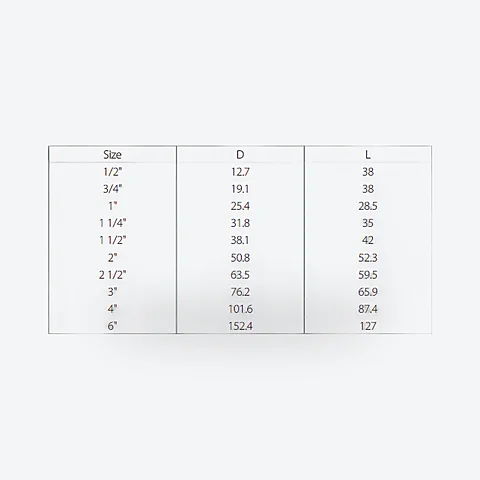 Size D L
1/2" 12.7 38
3/4" 19.1 38
1" 25.4 28.5
1 1/4" 31.8 35
1 1/2" 38.1 42
2" 50.8 52.3
2 1/2" 63.5 59.5
3" 76.2 65.9
4" 101.6 87.4
6" 152.4 127